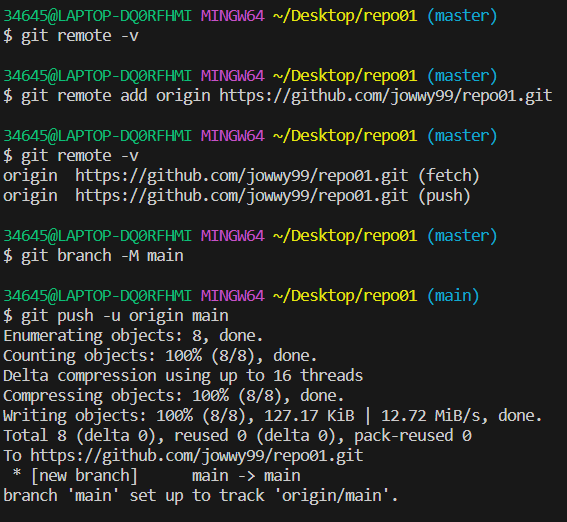 34645@LAPTOP-DQ0RFHMI MINGW64 ~/Desktop/repo01 (master)
$ git remote -v
34645@LAPTOP-DQ0RFHMI MINGW64 ~/Desktop/repo01 (master)
$ git remote add origin https://github.com/jowwy99/repo01.git
34645@LAPTOP-DQ0RFHMI MINGW64 ~/Desktop/repo01 (master)
$ git remote -v
origin  https://github.com/jowwy99/repo01.git (fetch)
origin  https://github.com/jowwy99/repo01.git (push)
34645@LAPTOP-DQ0RFHMI MINGW64 ~/Desktop/repo01 (master)
$ git branch -M main
34645@LAPTOP-DQ0RFHMI MINGW64 ~/Desktop/repo01 (main)
$ git push -u origin main
Enumerating objects: 8, done.
Counting objects: 100% (8/8), done.
Delta compression using up to 16 threads
Compressing objects: 100% (8/8), done.
Writing objects: 100% (8/8), 127.17 KiB | 12.72 MiB/s, done.
Total 8 (delta 0), reused 0 (delta 0), pack-reused 0
To https://github.com/jowwy99/repo01.git
 * [new branch]      main -> main
branch 'main' set up to track 'origin/main'.